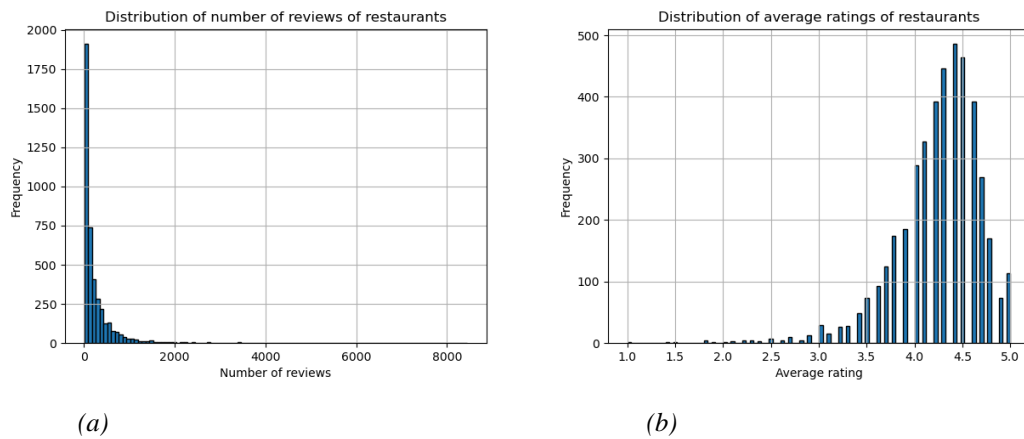 Distribution of number of reviews of restaurants
2000
1750
1500
1250
1000
750
500
250
0
Frequency
0 2000 4000 6000 8000
Number of reviews
(a)
Distribution of average ratings of restaurants
500
400
300
200
100
0
Frequency
1.0 1.5 2.0 2.5 3.0 3.5 4.0 4.5 5.0
Average rating
(b)